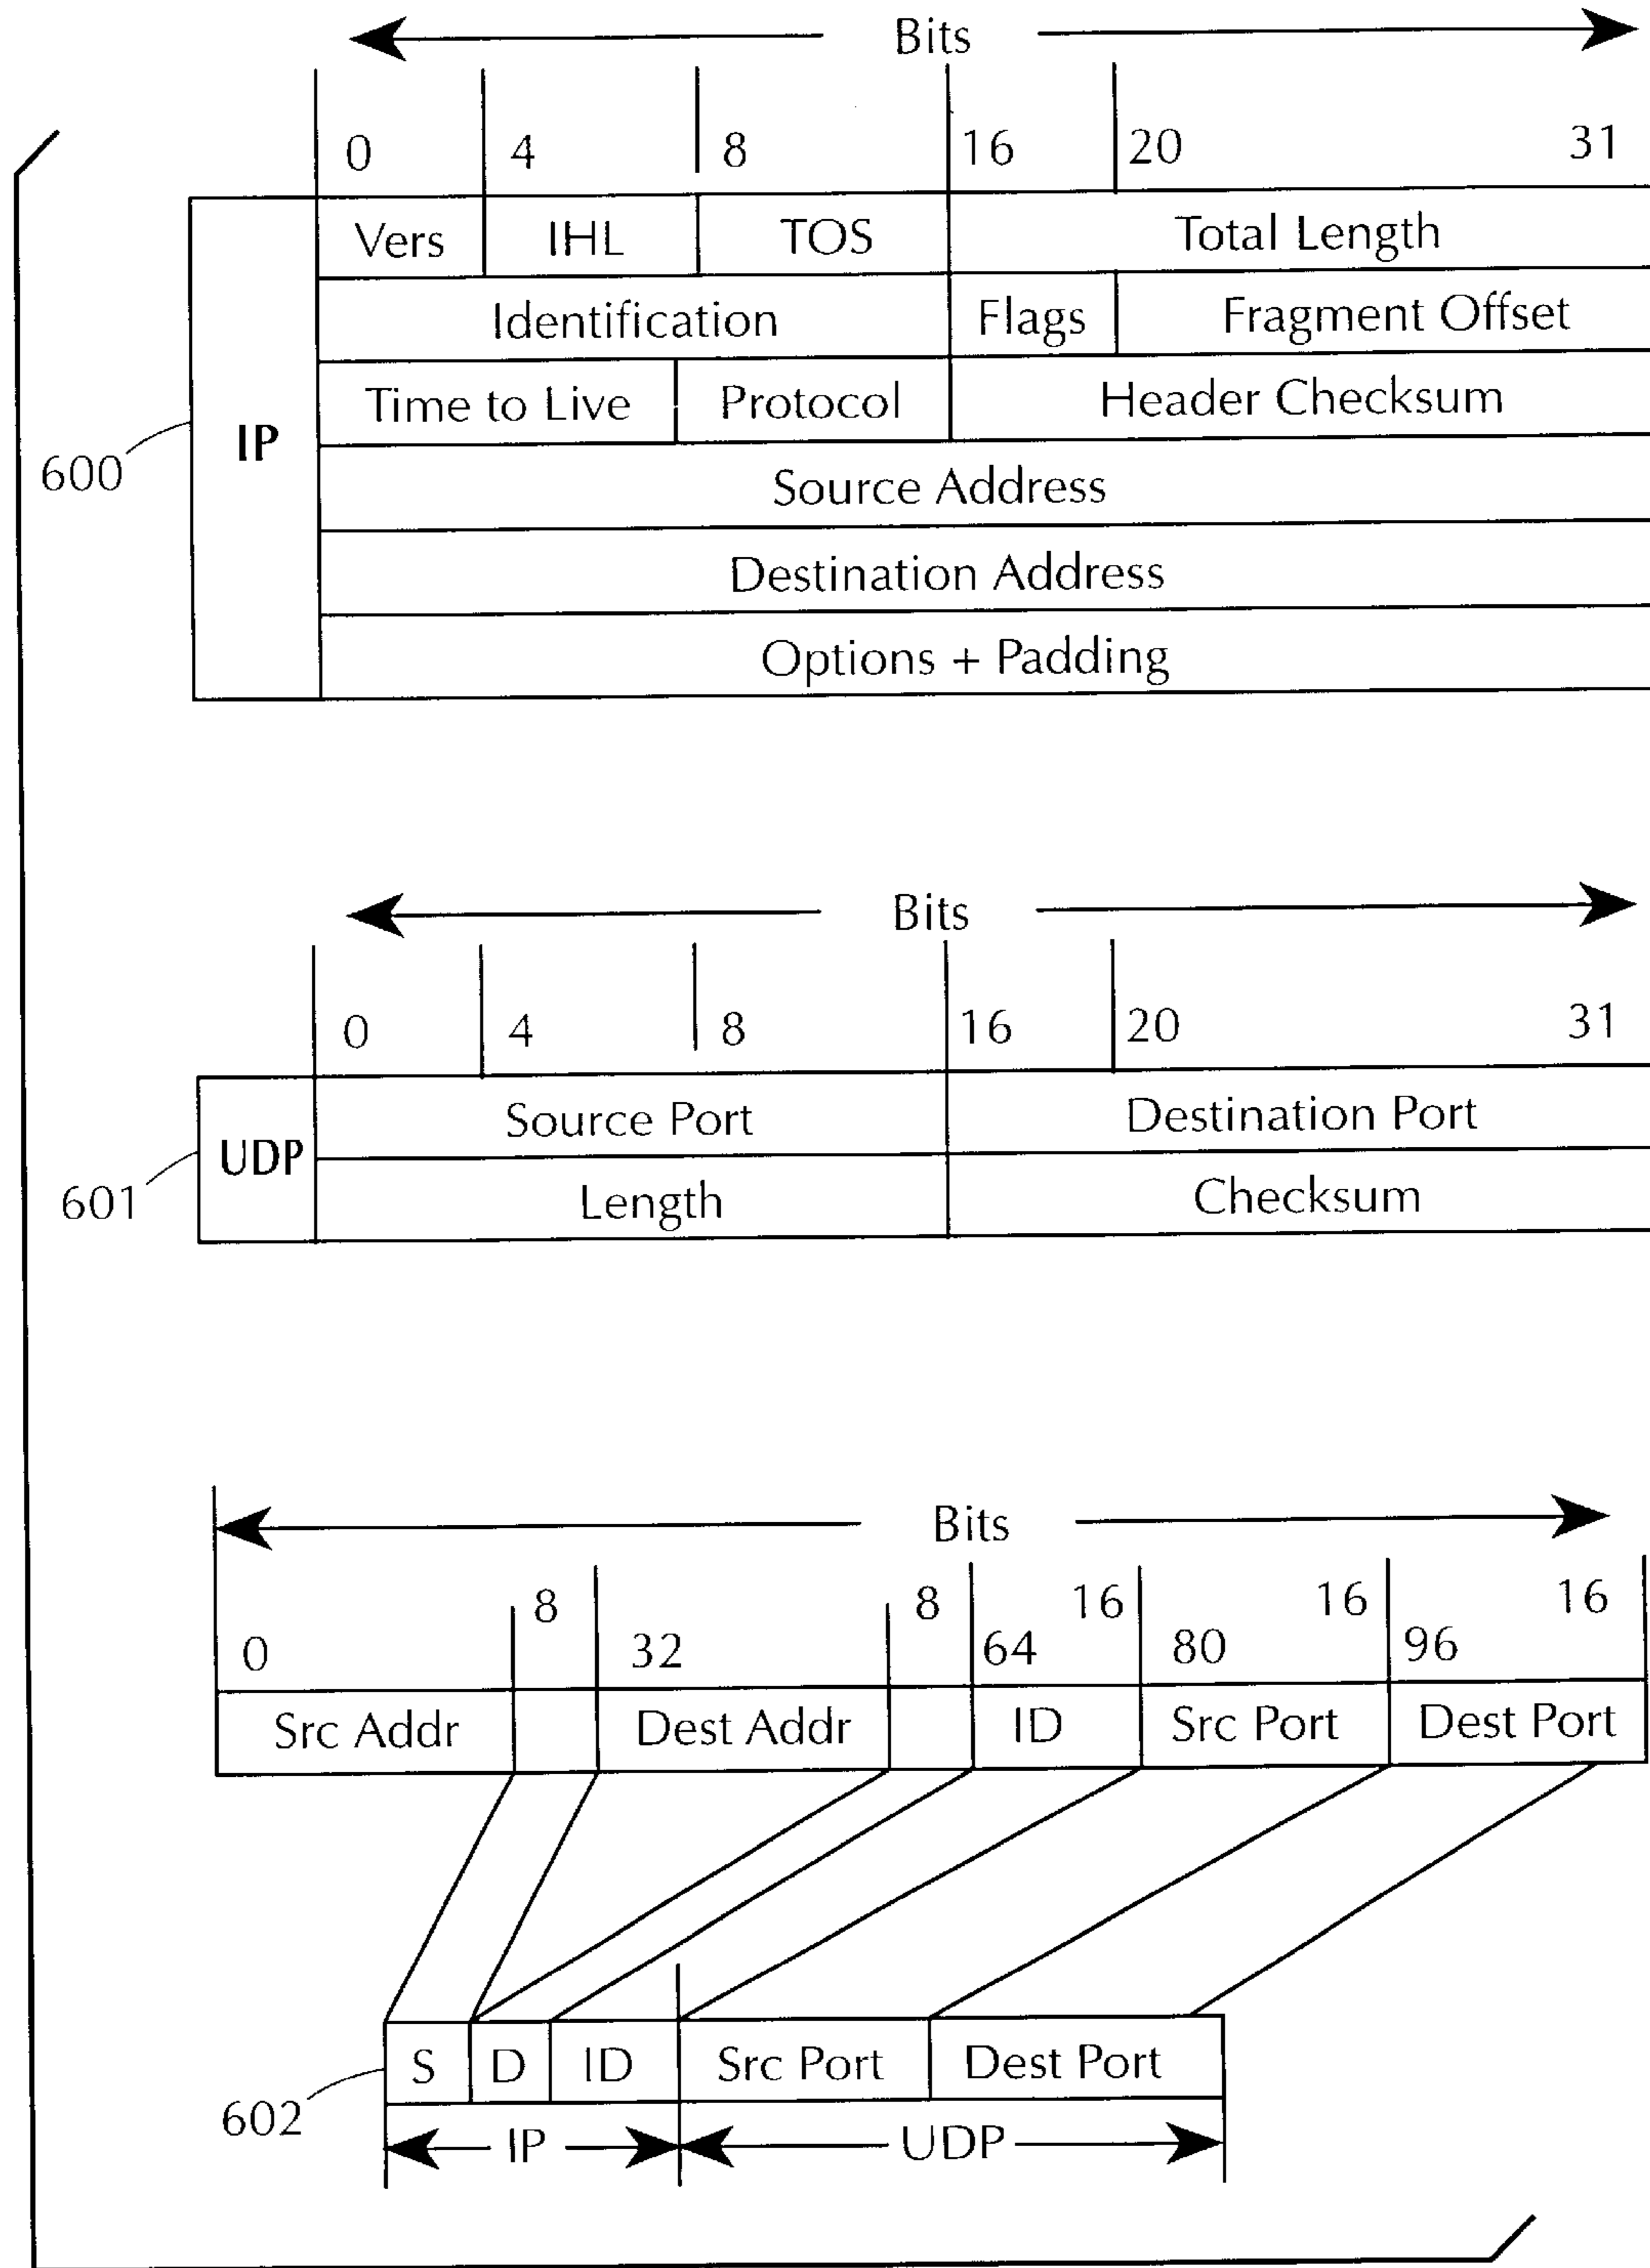 Bits
0 4 8 16 20 31
Vers IHL TOS Total Length
Identification Flags Fragment Offset
Time to Live Protocol Header Checksum
IP
600
Source Address
Destination Address
Options + Padding
Bits
0 4 8 16 20 31
Source Port Destination Port
UDP
601
Length Checksum
Bits
8 8 16 16 16
0 32 64 80 96
Src Addr Dest Addr ID Src Port Dest Port
S D ID Src Port Dest Port
602
IP UDP